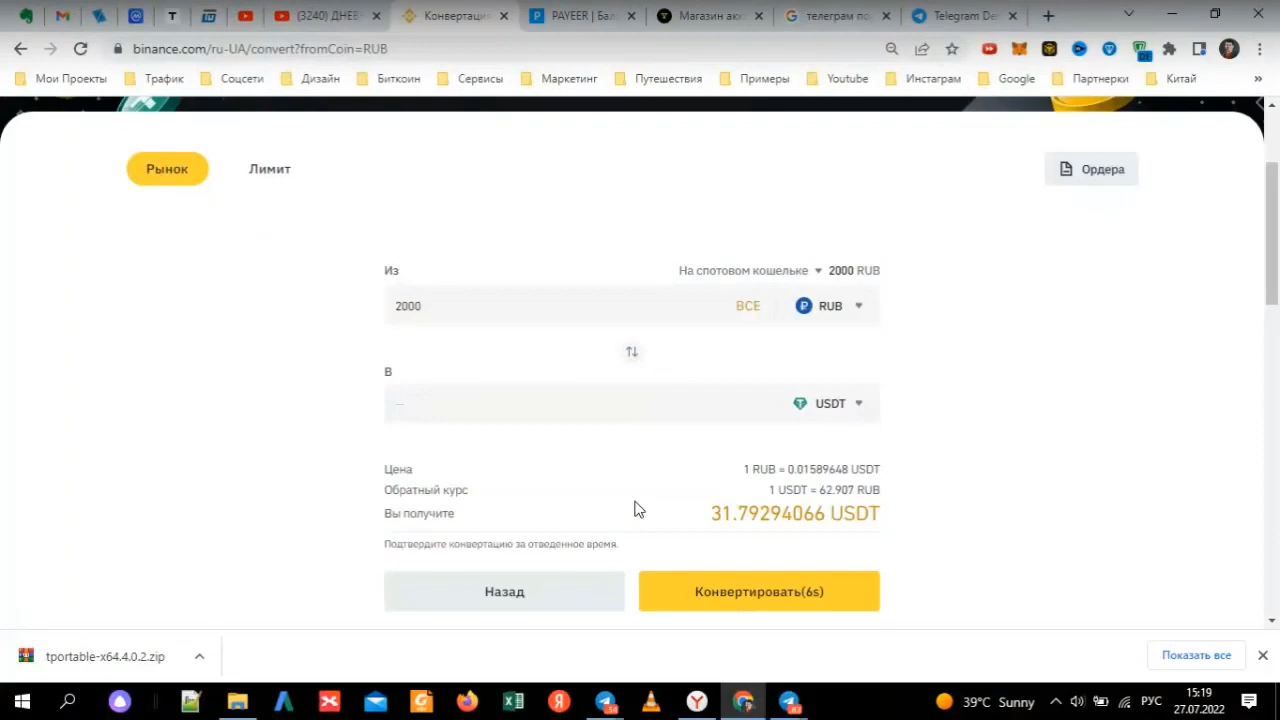 (3240) ДНЕВ
Конвертация
PAYEER | Бал
Магазин акк
телеграм по
Telegram De
binance.com/ru-UA/convert?fromCoin=RUB
Мои Проекты Трафик Соцсети Дизайн Биткоин Сервисы Маркетинг Путешествия Примеры Youtube Инстаграм Google Партнерки Китай »
Рынок Лимит Ордера
Из На спотовом кошельке 2000 RUB
2000 ВСЕ RUB
В
USDT
Цена 1 RUB = 0.01589648 USDT
Обратный курс 1 USDT = 62.907 RUB
Вы получите 31.79294066 USDT
Подтвердите конвертацию за отведенное время.
Назад Конвертировать(6s)
tportable-x64.4.0.2.zip Показать все
39°C Sunny РУС 15:19
27.07.2022